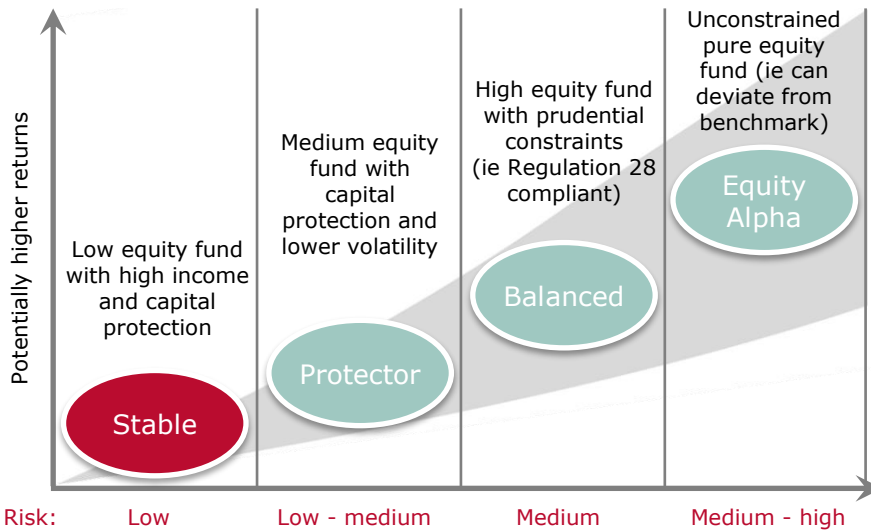 Potentially higher returns
Low equity fund
with high income
and capital
protection
Stable
Medium equity
fund with
capital
protection and
lower volatility
Protector
High equity fund
with prudential
constraints
(ie Regulation 28
compliant)
Balanced
Unconstrained
pure equity
fund (ie can
deviate from
benchmark)
Equity
Alpha
Risk: Low Low - medium Medium Medium - high